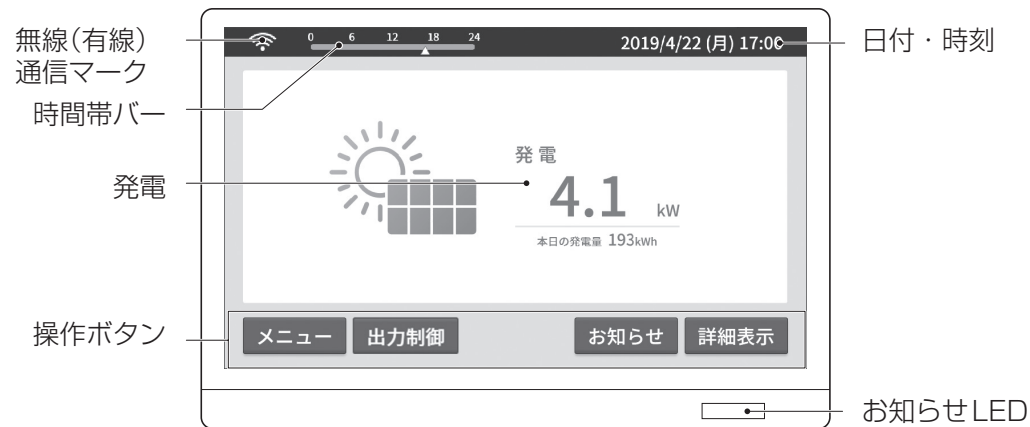 無線（有線）
通信マーク
時間帯バー
発電
操作ボタン
0 6 12 18 24
2019/4/22 (月) 17:00
発電
4.1 kW
本日の発電量 193kWh
メニュー 出力制御 お知らせ 詳細表示
日付・時刻
お知らせLED